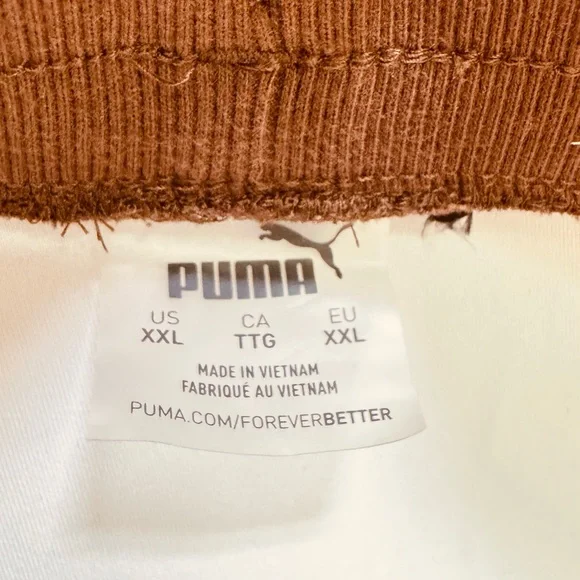 PUMA
US CA EU
XXL TTG XXL
MADE IN VIETNAM
FABRIQUÉ AU VIETNAM
PUMA.COM/FOREVERBETTER